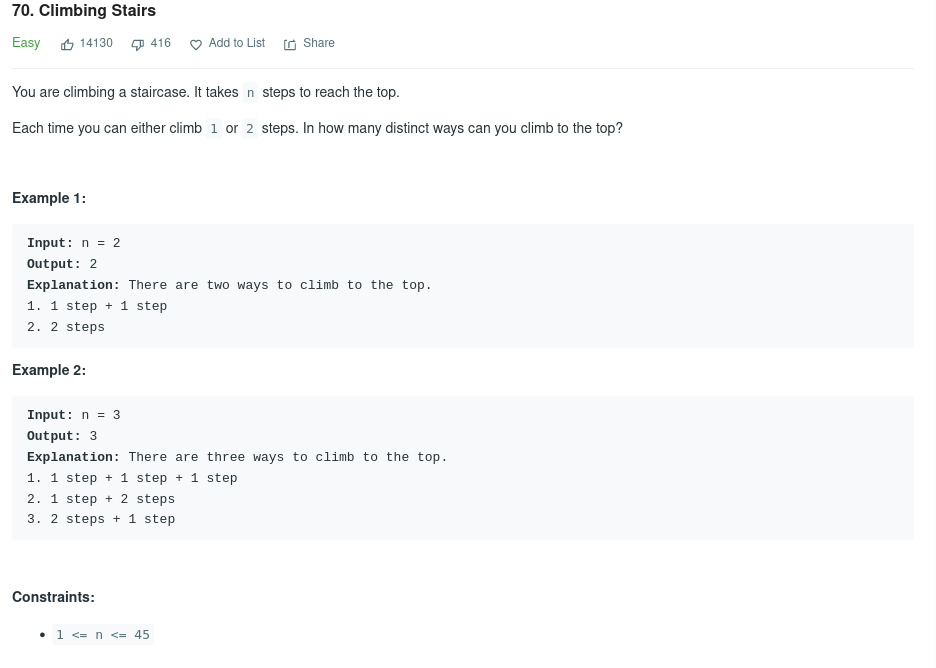 70. Climbing Stairs
Easy 14130 416 Add to List Share
You are climbing a staircase. It takes n steps to reach the top.
Each time you can either climb 1 or 2 steps. In how many distinct ways can you climb to the top?
Example 1:
Input: n = 2
Output: 2
Explanation: There are two ways to climb to the top.
1. 1 step + 1 step
2. 2 steps
Example 2:
Input: n = 3
Output: 3
Explanation: There are three ways to climb to the top.
1. 1 step + 1 step + 1 step
2. 1 step + 2 steps
3. 2 steps + 1 step
Constraints:
• 1 <= n <= 45